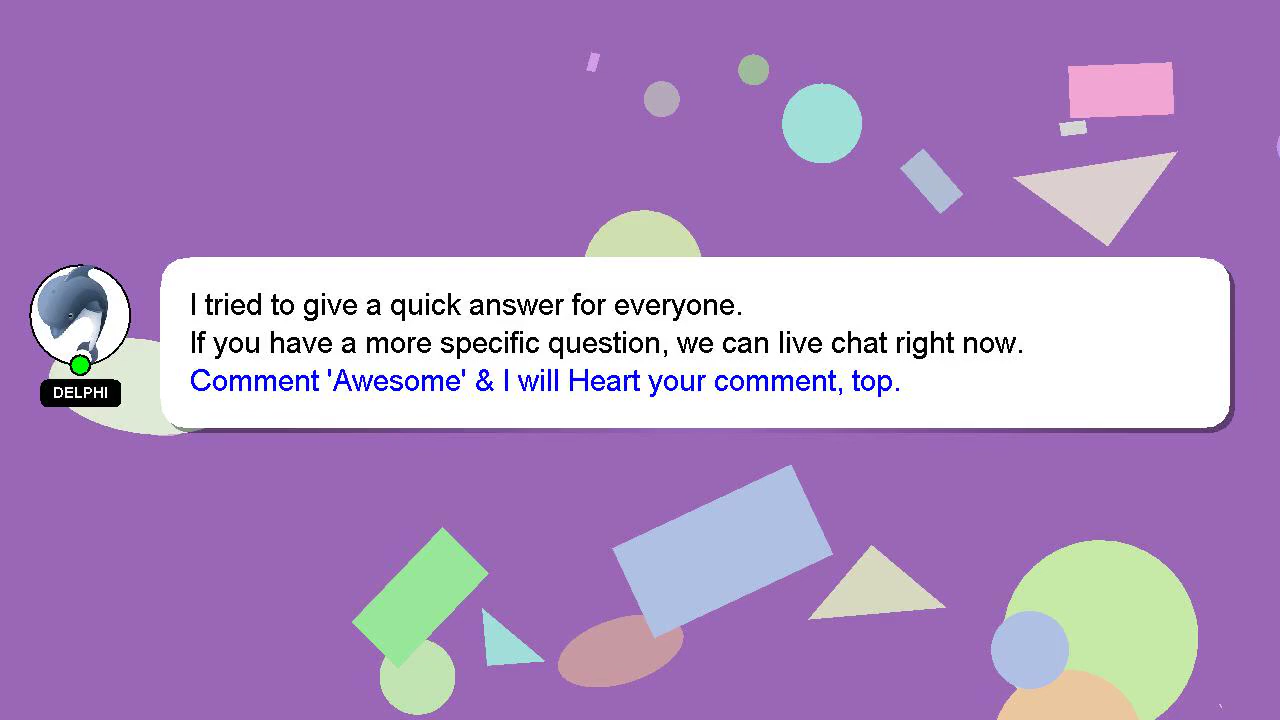 I tried to give a quick answer for everyone.
If you have a more specific question, we can live chat right now.
Comment 'Awesome' & I will Heart your comment, top.
DELPHI